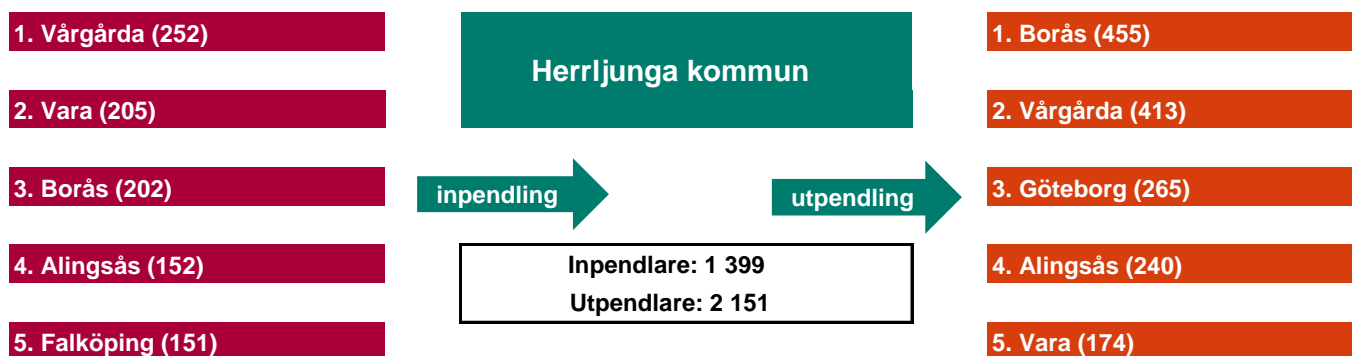 1. Vårgårda (252)
2. Vara (205)
3. Borås (202)
4. Alingsås (152)
5. Falköping (151)
Herrljunga kommun
inpendling
utpendling
Inpendlare: 1 399
Utpendlare: 2 151
1. Borås (455)
2. Vårgårda (413)
3. Göteborg (265)
4. Alingsås (240)
5. Vara (174)